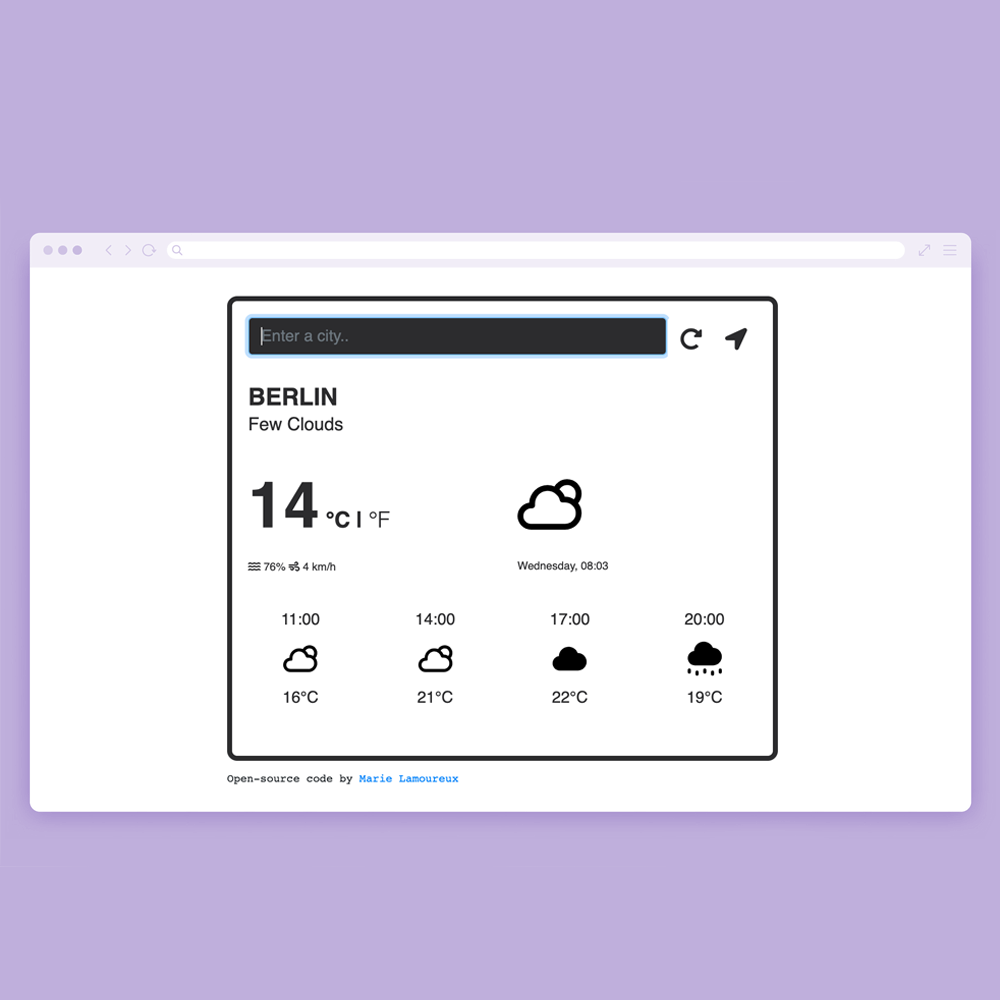 Enter a city..
BERLIN
Few Clouds
14 °C | °F
76% 4 km/h
Wednesday, 08:03
11:00 14:00 17:00 20:00
16°C 21°C 22°C 19°C
Open-source code by Marie Lamoureux